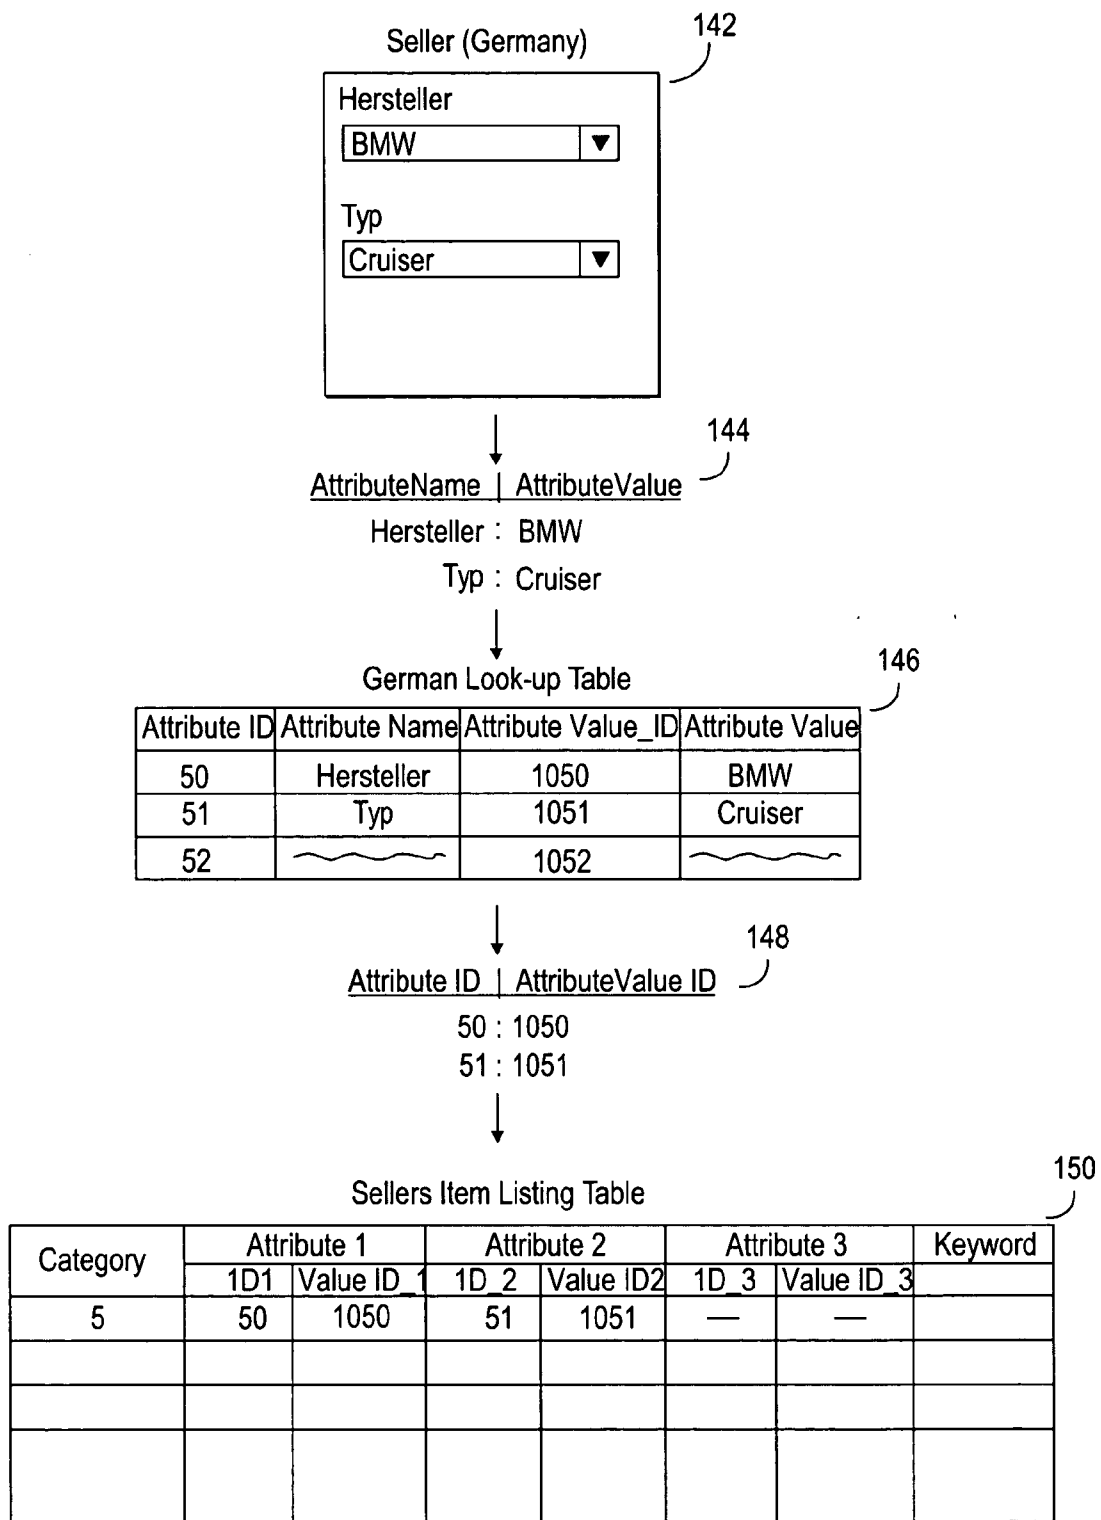 142
Seller (Germany)
Hersteller
BMW
Typ
Cruiser
144
AttributeName | AttributeValue
Hersteller : BMW
Typ : Cruiser
German Look-up Table
146
Attribute ID Attribute Name Attribute Value_ID Attribute Value
50 Hersteller 1050 BMW
51 Typ 1051 Cruiser
52 1052
148
Attribute ID | AttributeValue ID
50 : 1050
51 : 1051
150
Sellers Item Listing Table
Category Attribute 1 Attribute 2 Attribute 3 Keyword
1D1 Value ID_1 1D_2 Value ID2 1D_3 Value ID_3
5 50 1050 51 1051 — —